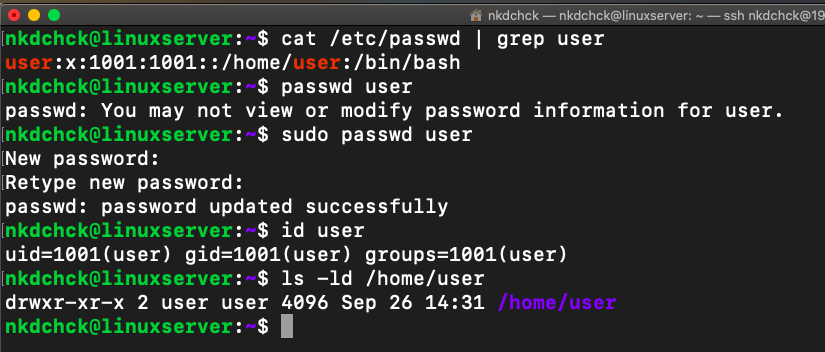 nkdchck — nkdchck@linuxserver: ~ — ssh nkdchck@19
nkdchck@linuxserver:~$ cat /etc/passwd | grep user
user:x:1001:1001::/home/user:/bin/bash
nkdchck@linuxserver:~$ passwd user
passwd: You may not view or modify password information for user.
nkdchck@linuxserver:~$ sudo passwd user
New password:
Retype new password:
passwd: password updated successfully
nkdchck@linuxserver:~$ id user
uid=1001(user) gid=1001(user) groups=1001(user)
nkdchck@linuxserver:~$ ls -ld /home/user
drwxr-xr-x 2 user user 4096 Sep 26 14:31 /home/user
nkdchck@linuxserver:~$